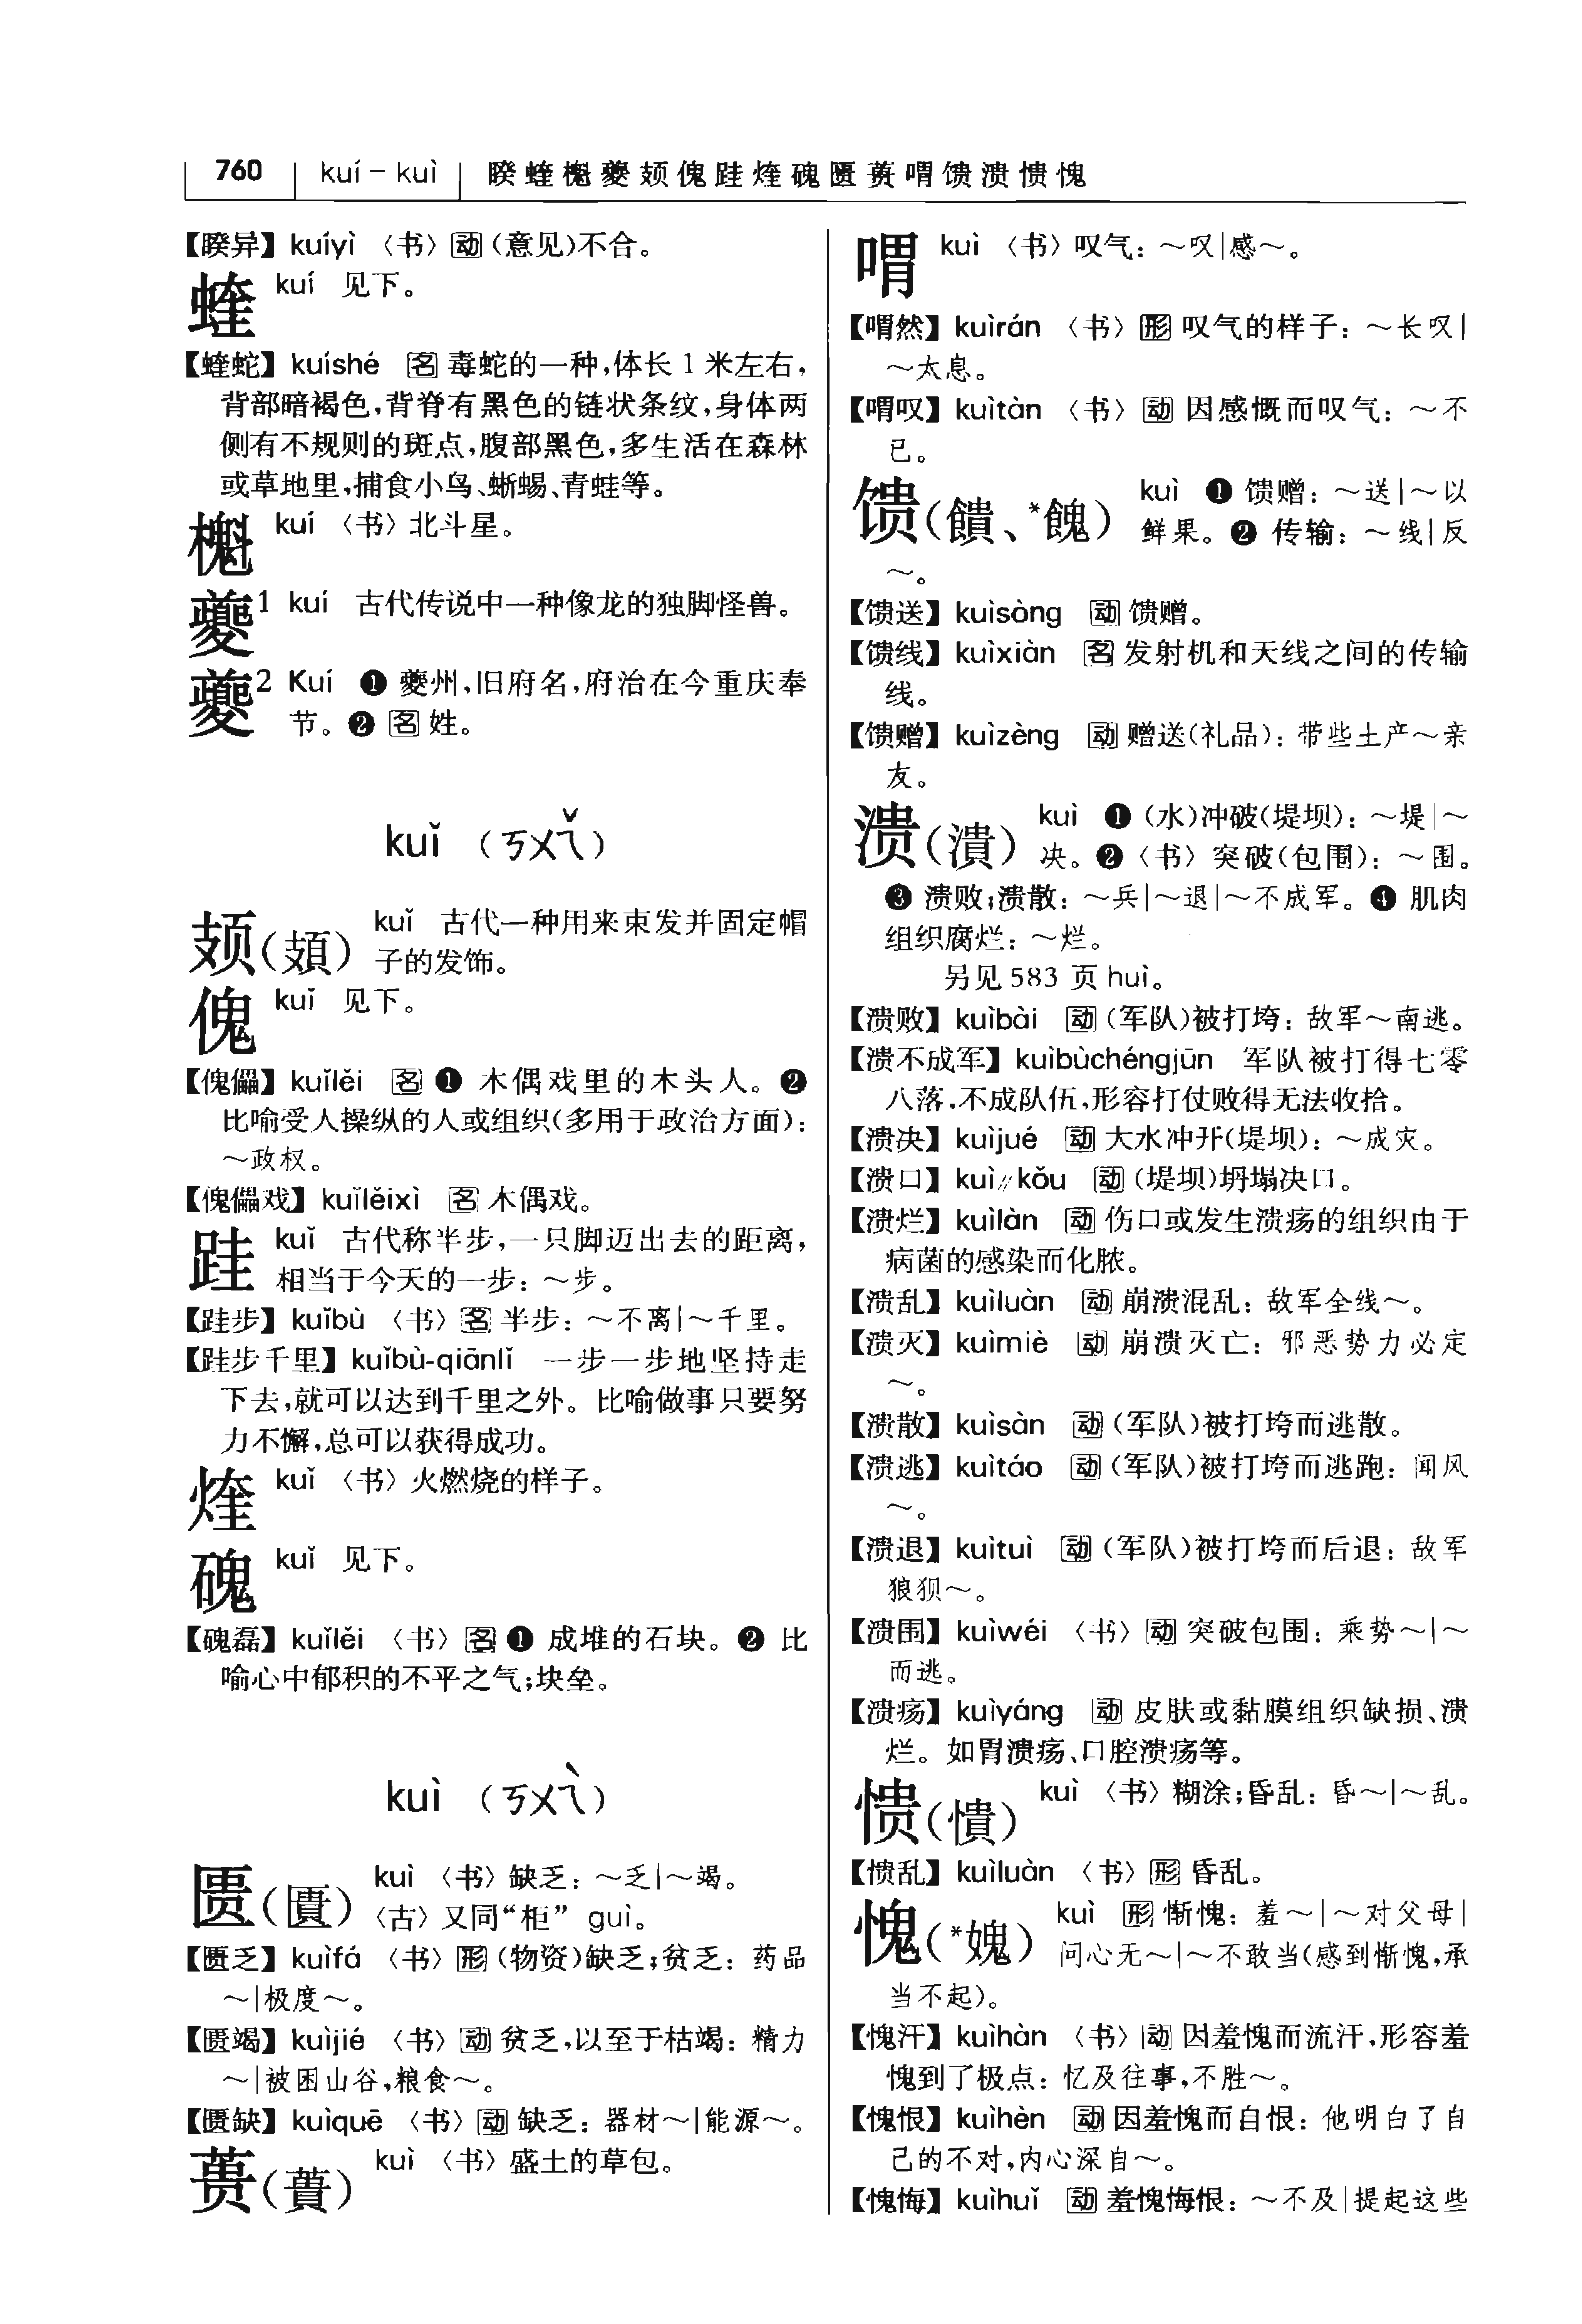 760 kuí – kuì 睽蝰櫆夔𫠆傀跬煃磈匮蒉喟馈溃愦愧
【睽异】 kuíyì 〈书〉 动 (意见)不合。
蝰 kuí 见下。
【蝰蛇】 kuíshé 名 毒蛇的一种,体长 1 米左右,
背部暗褐色,背脊有黑色的链状条纹,身体两
侧有不规则的斑点,腹部黑色,多生活在森林
或草地里,捕食小鸟、蜥蜴、青蛙等。
櫆 kuí 〈书〉 北斗星。
夔1 kuí 古代传说中一种像龙的独脚怪兽。
夔2 Kuí ❶ 夔州,旧府名,府治在今重庆奉
节。❷ 名 姓。
kuǐ (ㄎㄨㄟˇ)
𫠆(頍) kuǐ 古代一种用来束发并固定帽
子的发饰。
傀 kuǐ 见下。
【傀儡】 kuǐlěi 名 ❶ 木偶戏里的木头人。❷
比喻受人操纵的人或组织(多用于政治方面):
～政权。
【傀儡戏】 kuǐlěixì 名 木偶戏。
跬 kuǐ 古代称半步,一只脚迈出去的距离,
相当于今天的一步: ～步。
【跬步】 kuǐbù 〈书〉 名 半步: ～不离|～千里。
【跬步千里】 kuǐbù-qiānlǐ 一步一步地坚持走
下去,就可以达到千里之外。比喻做事只要努
力不懈,总可以获得成功。
煃 kuǐ 〈书〉 火燃烧的样子。
磈 kuǐ 见下。
【磈磊】 kuǐlěi 〈书〉 名 ❶ 成堆的石块。❷ 比
喻心中郁积的不平之气;块垒。
kuì (ㄎㄨㄟˋ)
匮(匱) kuì 〈书〉 缺乏: ～乏|～竭。
〈古〉 又同“柜” guì。
【匮乏】 kuìfá 〈书〉 形 (物资)缺乏;贫乏: 药品
～|极度～。
【匮竭】 kuìjié 〈书〉 动 贫乏,以至于枯竭: 精力
～|被困山谷,粮食～。
【匮缺】 kuìquē 〈书〉 动 缺乏: 器材～|能源～。
蒉(蕢) kuì 〈书〉 盛土的草包。
喟 kuì 〈书〉 叹气: ～叹|感～。
【喟然】 kuìrán 〈书〉 形 叹气的样子: ～长叹|
～太息。
【喟叹】 kuìtàn 〈书〉 动 因感慨而叹气: ～不
已。
馈(饋、*餽) kuì ❶ 馈赠: ～送|～以
鲜果。❷ 传输: ～线|反
～。
【馈送】 kuìsòng 动 馈赠。
【馈线】 kuìxiàn 名 发射机和天线之间的传输
线。
【馈赠】 kuìzèng 动 赠送(礼品): 带些土产～亲
友。
溃(潰) kuì ❶ (水)冲破(堤坝): ～堤|～
决。❷ 〈书〉 突破(包围): ～围。
❸ 溃败;溃散: ～兵|～退|～不成军。❹ 肌肉
组织腐烂: ～烂。
另见 583 页 huì。
【溃败】 kuìbài 动 (军队)被打垮: 敌军～南逃。
【溃不成军】 kuìbùchéngjūn 军队被打得七零
八落,不成队伍,形容打仗败得无法收拾。
【溃决】 kuìjué 动 大水冲开(堤坝): ～成灾。
【溃口】 kuì∥kǒu 动 (堤坝)坍塌决口。
【溃烂】 kuìlàn 动 伤口或发生溃疡的组织由于
病菌的感染而化脓。
【溃乱】 kuìluàn 动 崩溃混乱: 敌军全线～。
【溃灭】 kuìmiè 动 崩溃灭亡: 邪恶势力必定
～。
【溃散】 kuìsàn 动 (军队)被打垮而逃散。
【溃逃】 kuìtáo 动 (军队)被打垮而逃跑: 闻风
～。
【溃退】 kuìtuì 动 (军队)被打垮而后退: 敌军
狼狈～。
【溃围】 kuìwéi 〈书〉 动 突破包围: 乘势～|～
而逃。
【溃疡】 kuìyáng 动 皮肤或黏膜组织缺损、溃
烂。如胃溃疡、口腔溃疡等。
愦(憒) kuì 〈书〉 糊涂;昏乱: 昏～|～乱。
【愦乱】 kuìluàn 〈书〉 形 昏乱。
愧(*媿) kuì 形 惭愧: 羞～|～对父母|
问心无～|～不敢当(感到惭愧,承
当不起)。
【愧汗】 kuìhàn 〈书〉 动 因羞愧而流汗,形容羞
愧到了极点: 忆及往事,不胜～。
【愧恨】 kuìhèn 动 因羞愧而自恨: 他明白了自
己的不对,内心深自～。
【愧悔】 kuìhuǐ 动 羞愧悔恨: ～不及|提起这些